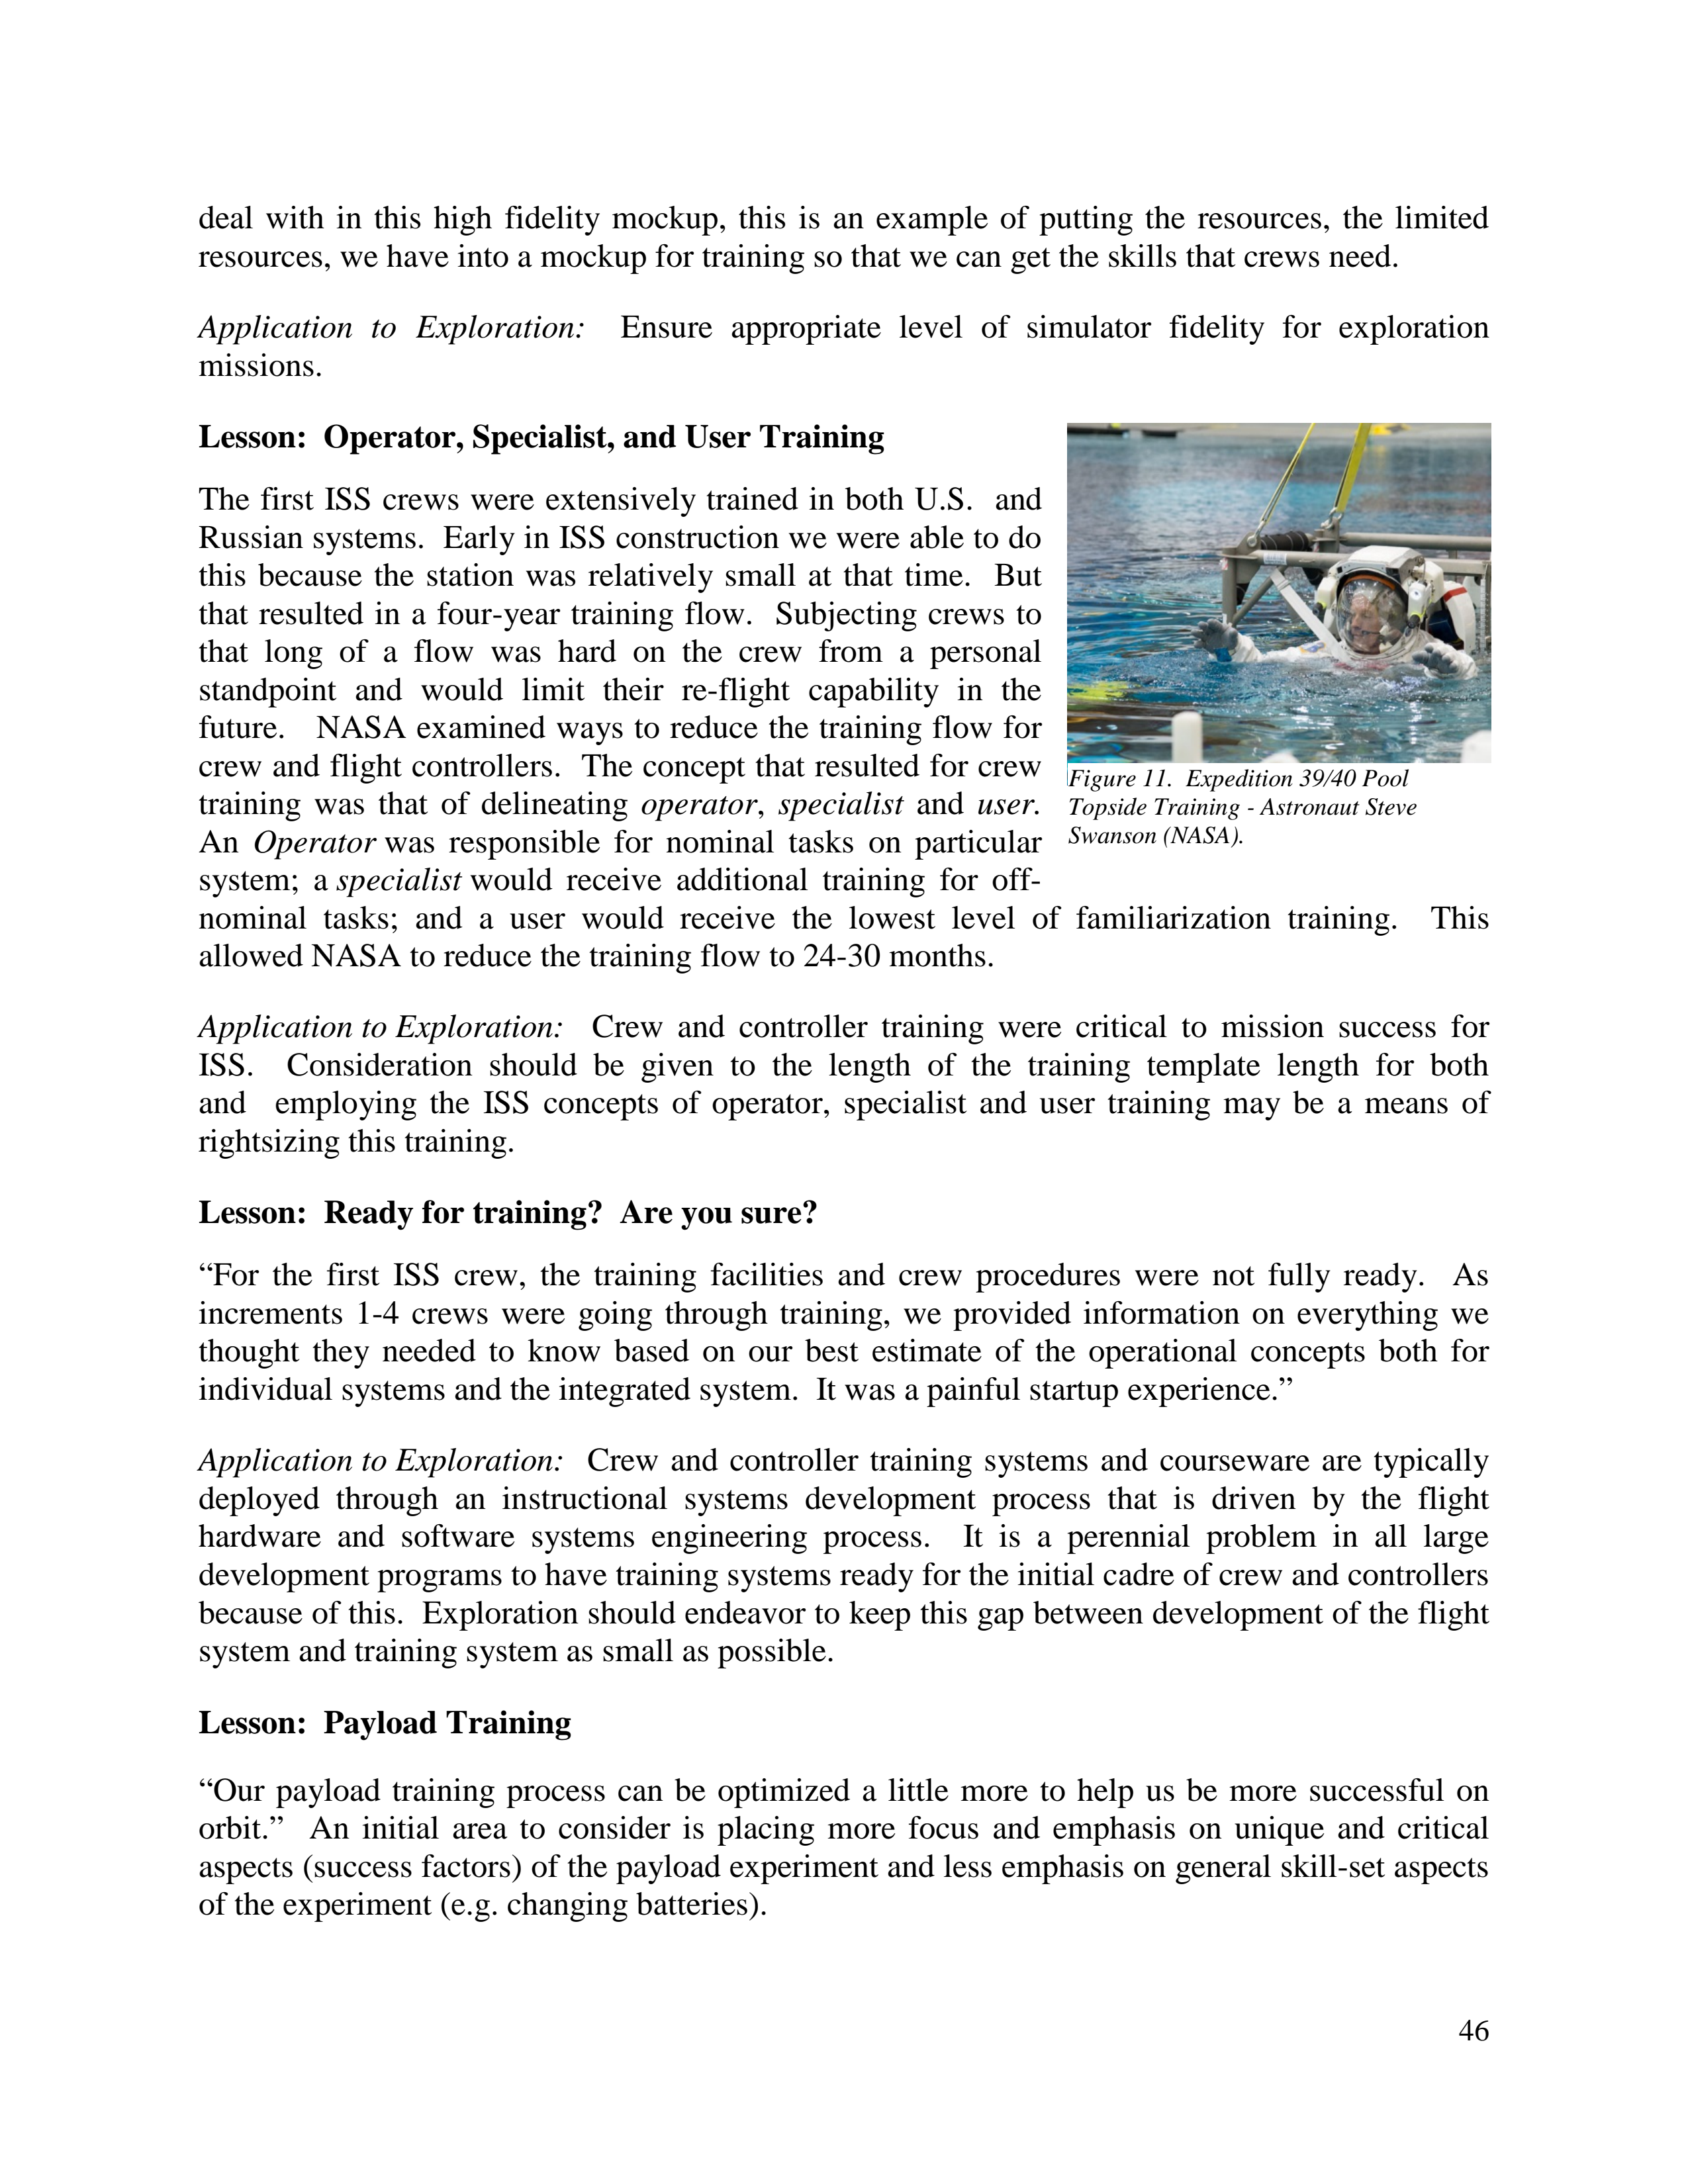 deal with in this high fidelity mockup, this is an example of putting the resources, the limited
resources, we have into a mockup for training so that we can get the skills that crews need.
Application to Exploration: Ensure appropriate level of simulator fidelity for exploration
missions.
Lesson: Operator, Specialist, and User Training
The first ISS crews were extensively trained in both U.S. and
Russian systems. Early in ISS construction we were able to do
this because the station was relatively small at that time. But
that resulted in a four-year training flow. Subjecting crews to
that long of a flow was hard on the crew from a personal
standpoint and would limit their re-flight capability in the
future. NASA examined ways to reduce the training flow for
crew and flight controllers. The concept that resulted for crew
training was that of delineating operator, specialist and user.
An Operator was responsible for nominal tasks on particular
system; a specialist would receive additional training for off-
nominal tasks; and a user would receive the lowest level of familiarization training. This
allowed NASA to reduce the training flow to 24-30 months.
Figure 11. Expedition 39/40 Pool
Topside Training - Astronaut Steve
Swanson (NASA).
Application to Exploration: Crew and controller training were critical to mission success for
ISS. Consideration should be given to the length of the training template length for both
and employing the ISS concepts of operator, specialist and user training may be a means of
rightsizing this training.
Lesson: Ready for training? Are you sure?
“For the first ISS crew, the training facilities and crew procedures were not fully ready. As
increments 1-4 crews were going through training, we provided information on everything we
thought they needed to know based on our best estimate of the operational concepts both for
individual systems and the integrated system. It was a painful startup experience.”
Application to Exploration: Crew and controller training systems and courseware are typically
deployed through an instructional systems development process that is driven by the flight
hardware and software systems engineering process. It is a perennial problem in all large
development programs to have training systems ready for the initial cadre of crew and controllers
because of this. Exploration should endeavor to keep this gap between development of the flight
system and training system as small as possible.
Lesson: Payload Training
“Our payload training process can be optimized a little more to help us be more successful on
orbit.” An initial area to consider is placing more focus and emphasis on unique and critical
aspects (success factors) of the payload experiment and less emphasis on general skill-set aspects
of the experiment (e.g. changing batteries).
46